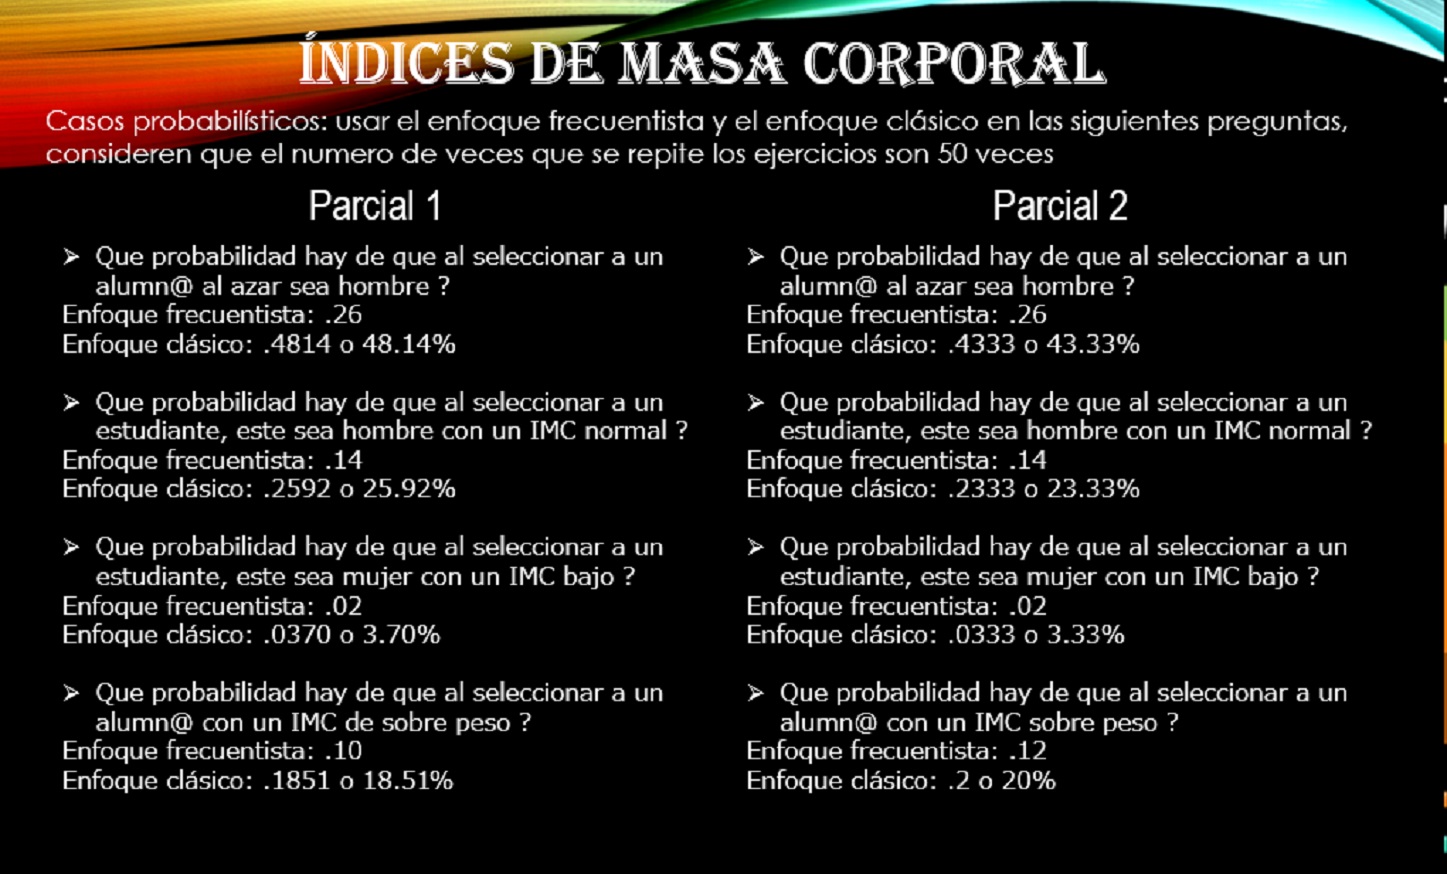 ÍNDICES DE MASA CORPORAL
Casos probabilísticos: usar el enfoque frecuentista y el enfoque clásico en las siguientes preguntas,
consideren que el numero de veces que se repite los ejercicios son 50 veces
Parcial 1
➢ Que probabilidad hay de que al seleccionar a un
alumn@ al azar sea hombre ?
Enfoque frecuentista: .26
Enfoque clásico: .4814 o 48.14%
➢ Que probabilidad hay de que al seleccionar a un
estudiante, este sea hombre con un IMC normal ?
Enfoque frecuentista: .14
Enfoque clásico: .2592 o 25.92%
➢ Que probabilidad hay de que al seleccionar a un
estudiante, este sea mujer con un IMC bajo ?
Enfoque frecuentista: .02
Enfoque clásico: .0370 o 3.70%
➢ Que probabilidad hay de que al seleccionar a un
alumn@ con un IMC de sobre peso ?
Enfoque frecuentista: .10
Enfoque clásico: .1851 o 18.51%
Parcial 2
➢ Que probabilidad hay de que al seleccionar a un
alumn@ al azar sea hombre ?
Enfoque frecuentista: .26
Enfoque clásico: .4333 o 43.33%
➢ Que probabilidad hay de que al seleccionar a un
estudiante, este sea hombre con un IMC normal ?
Enfoque frecuentista: .14
Enfoque clásico: .2333 o 23.33%
➢ Que probabilidad hay de que al seleccionar a un
estudiante, este sea mujer con un IMC bajo ?
Enfoque frecuentista: .02
Enfoque clásico: .0333 o 3.33%
➢ Que probabilidad hay de que al seleccionar a un
alumn@ con un IMC sobre peso ?
Enfoque frecuentista: .12
Enfoque clásico: .2 o 20%